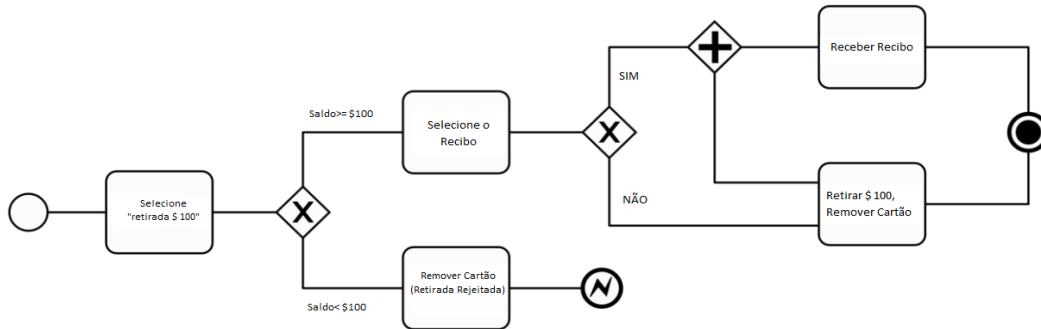 Receber Recibo
SIM
Saldo>= $100
Selecione o
Recibo
Selecione
"retirada $ 100"
NÃO
Retirar $ 100,
Remover Cartão
Remover Cartão
(Retirada Rejeitada)
Saldo< $100